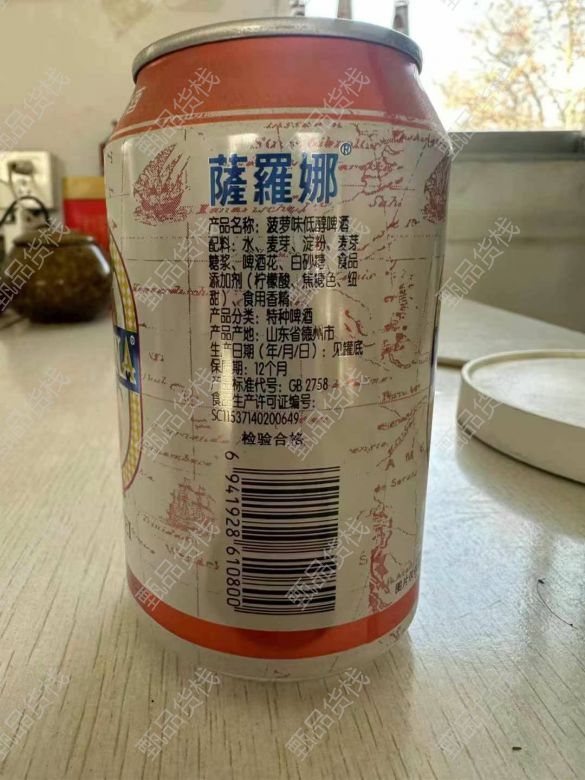 薩羅娜®
产品名称：菠萝味低醇啤酒
配料：水、麦芽、淀粉、麦芽
糖浆、啤酒花、白砂糖、食品
添加剂（柠檬酸、焦糖色、纽
甜）、食用香精
产品分类：特种啤酒
产品产地：山东省德州市
生产日期（年/月/日）：见罐底
保质期：12个月
产品标准代号：GB 2758
食品生产许可证编号：
SC11537140200649
检验合格
6 941928 610800
甄品货栈